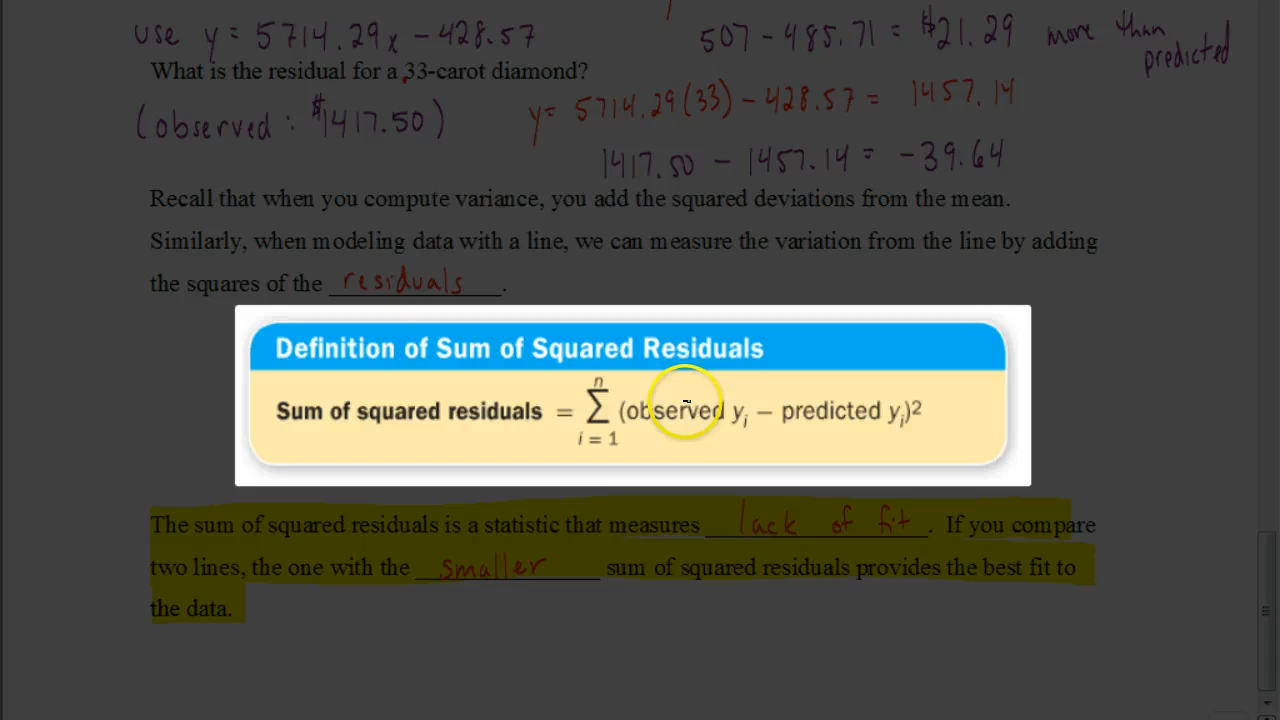 use y = 5714.29x - 428.57
507 - 485.71 = $21.29 more than predicted
What is the residual for a .33-carot diamond?
(observed: $1417.50)
y = 5714.29(33) - 428.57 = 1457.14
1417.50 - 1457.14 = -39.64
Recall that when you compute variance, you add the squared deviations from the mean.
Similarly, when modeling data with a line, we can measure the variation from the line by adding
the squares of the residuals.
Definition of Sum of Squared Residuals
Sum of squared residuals = ∑ⁿᵢ₌₁ (observed yᵢ – predicted yᵢ)²
The sum of squared residuals is a statistic that measures lack of fit. If you compare
two lines, the one with the smaller sum of squared residuals provides the best fit to
the data.